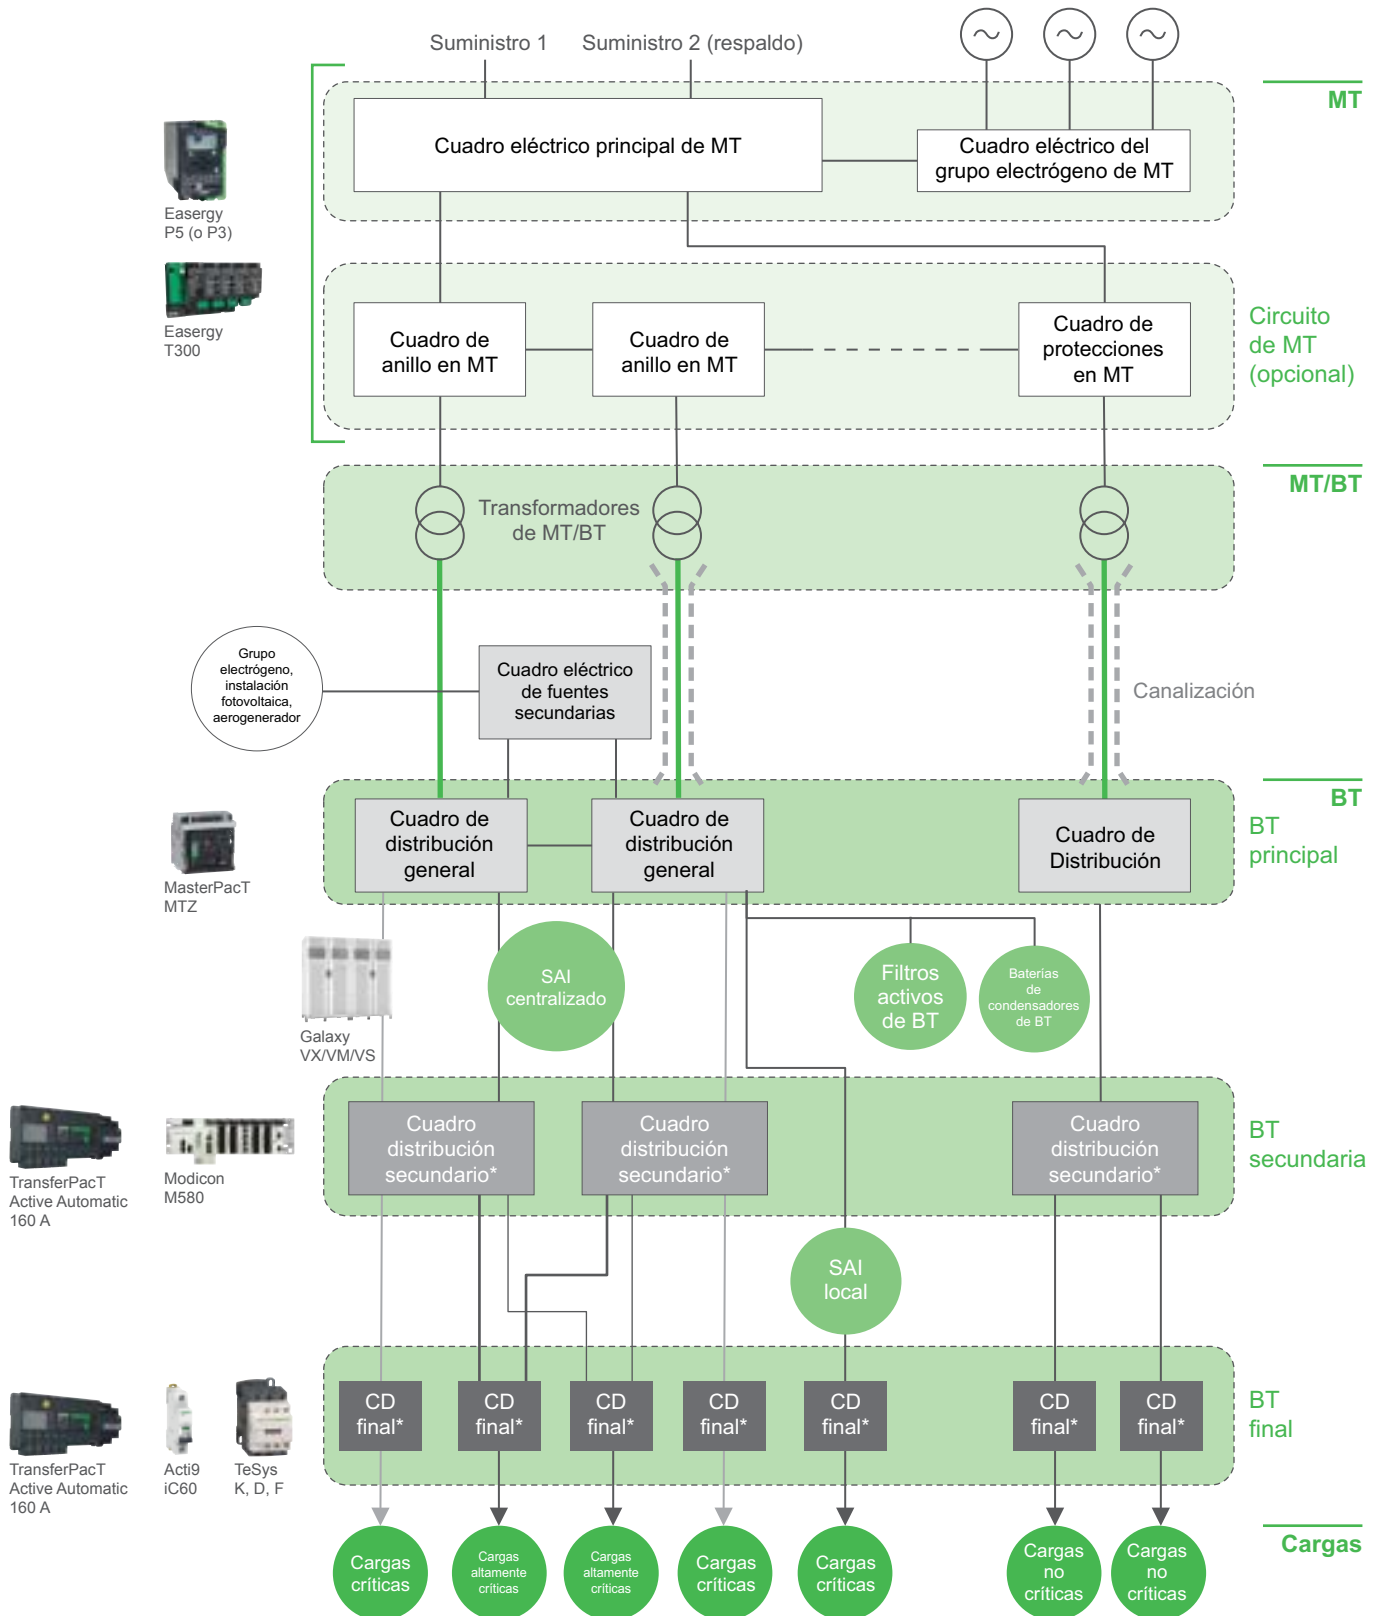 Suministro 1
Suministro 2 (respaldo)
MT
Cuadro eléctrico principal de MT
Cuadro eléctrico del
grupo electrógeno de MT
Easergy
P5 (o P3)
Easergy
T300
Cuadro de
anillo en MT
Cuadro de
anillo en MT
Cuadro de
protecciones
en MT
Circuito
de MT
(opcional)
MT/BT
Transformadores
de MT/BT
Grupo
electrógeno,
instalación
fotovoltaica,
aerogenerador
Cuadro eléctrico
de fuentes
secundarias
Canalización
BT
BT
principal
Cuadro de
distribución
general
Cuadro de
distribución
general
Cuadro de
Distribución
MasterPacT
MTZ
SAI
centralizado
Filtros
activos
de BT
Baterías
de
condensadores
de BT
Galaxy
VX/VM/VS
Cuadro
distribución
secundario*
Cuadro
distribución
secundario*
Cuadro
distribución
secundario*
BT
secundaria
TransferPacT
Active Automatic
160 A
Modicon
M580
SAI
local
CD
final*
CD
final*
CD
final*
CD
final*
CD
final*
CD
final*
CD
final*
BT
final
TransferPacT
Active Automatic
160 A
Acti9
iC60
TeSys
K, D, F
Cargas
Cargas
críticas
Cargas
altamente
críticas
Cargas
altamente
críticas
Cargas
críticas
Cargas
críticas
Cargas
no
críticas
Cargas
no
críticas